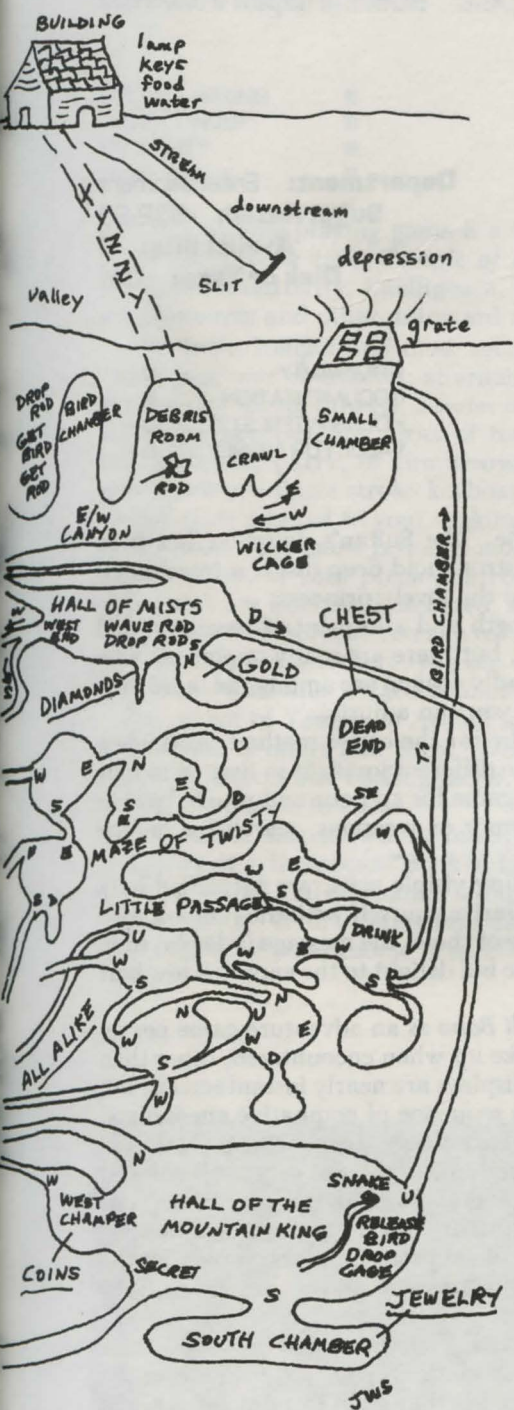 BUILDING
lamp
keys
food
water
STREAM
downstream
SLIT
XYZZY
depression
valley
grate
DROP
ROD
GET
BIRD
GET
ROD
BIRD
CHAMBER
DEBRIS
ROOM
ROD
CRAWL
SMALL
CHAMBER
E
W
E/W
CANYON
WICKER
CAGE
BIRD CHAMBER
HALL OF MISTS
WEST
END
WAVE ROD
DROP ROD
W
D
S
N
CHEST
GOLD
DIAMONDS
DEAD
END
T?
W
E
N
U
E
D
S
E
S
SE
W
MAZE OF TWISTY
W
E
S
LITTLE PASSAGES
DRINK
U
W
S
W
E
W
S
N
U
N
W
W
S
W
E
D
ALL ALIKE
N
W
WEST
CHAMPER
COINS
SECRET
HALL OF THE
MOUNTAIN KING
SNAKE
U
RELEASE
BIRD
DROP
CAGE
S
JEWELRY
SOUTH CHAMBER
JWS
Department: